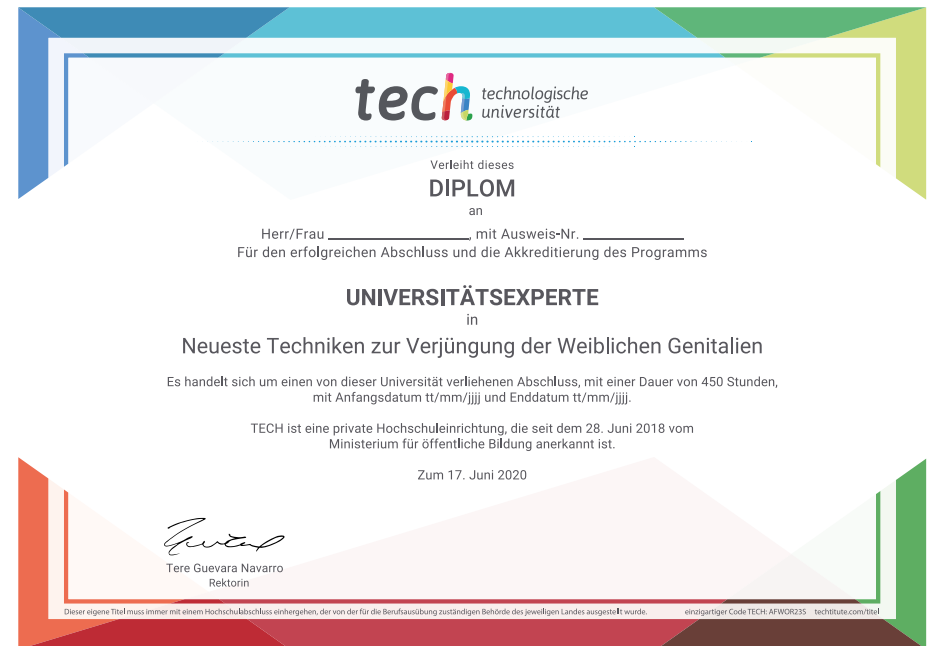 tech technologische
universität
Verleiht dieses
DIPLOM
an
Herr/Frau ____________________, mit Ausweis-Nr. ______________
Für den erfolgreichen Abschluss und die Akkreditierung des Programms
UNIVERSITÄTSEXPERTE
in
Neueste Techniken zur Verjüngung der Weiblichen Genitalien
Es handelt sich um einen von dieser Universität verliehenen Abschluss, mit einer Dauer von 450 Stunden,
mit Anfangsdatum tt/mm/jjjj und Enddatum tt/mm/jjjj.
TECH ist eine private Hochschuleinrichtung, die seit dem 28. Juni 2018 vom
Ministerium für öffentliche Bildung anerkannt ist.
Zum 17. Juni 2020
Tere Guevara Navarro
Rektorin
Dieser eigene Titel muss immer mit einem Hochschulabschluss einhergehen, der von der für die Berufsausübung zuständigen Behörde des jeweiligen Landes ausgestellt wurde. einzigartiger Code TECH: AFWOR23S techtitute.com/titel